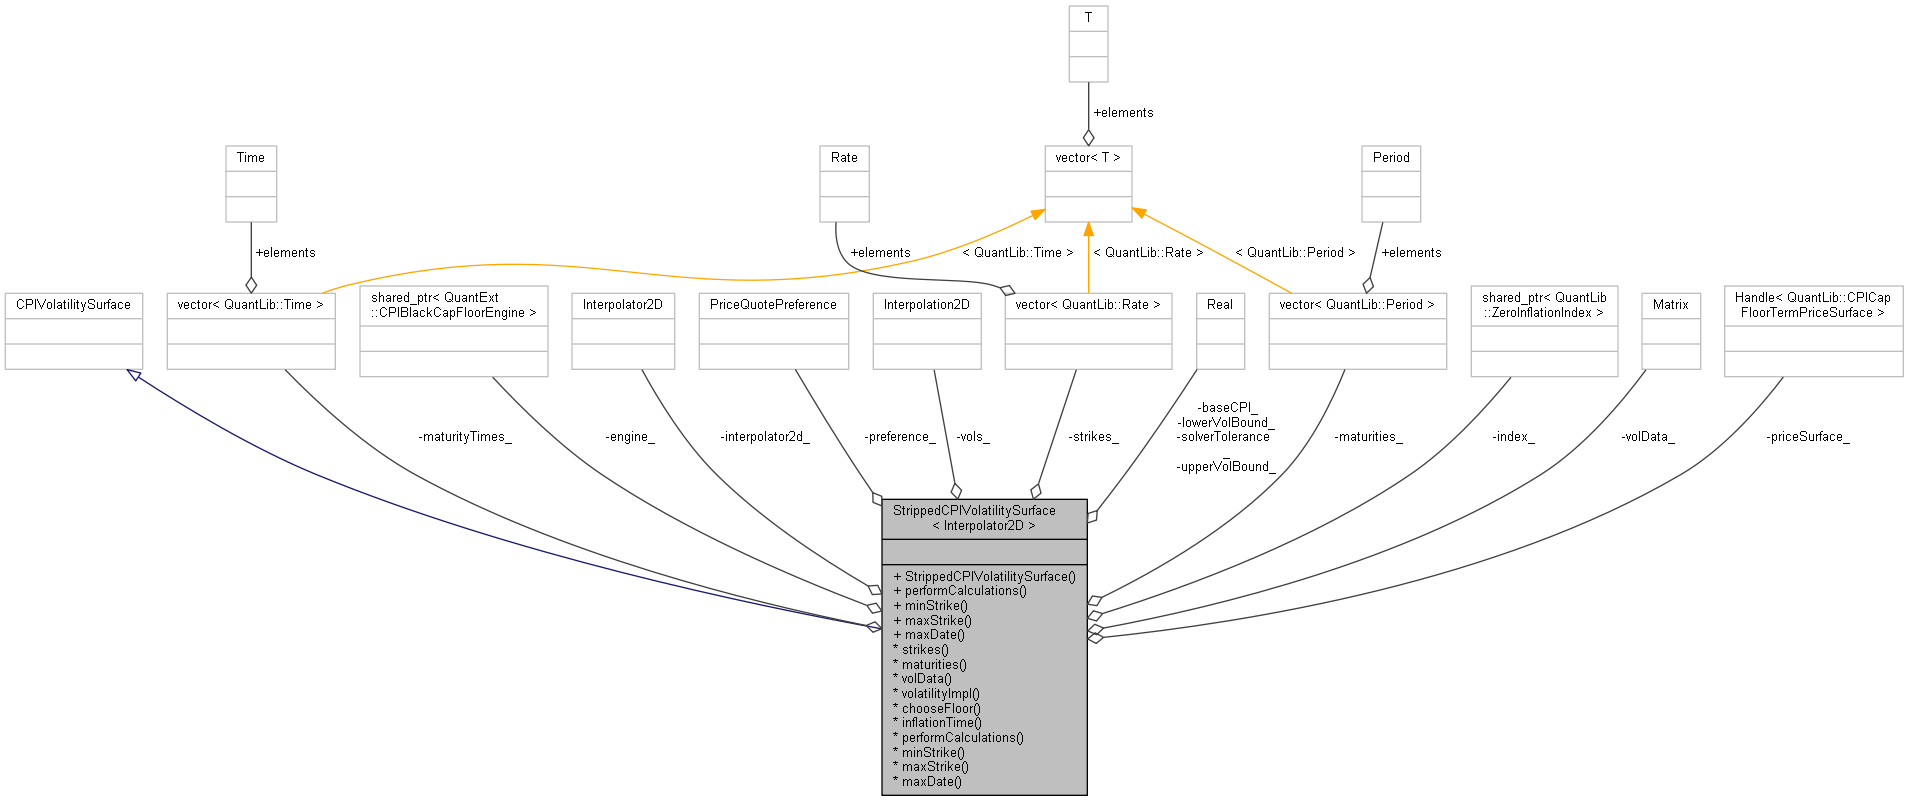 T
+elements
Time
Rate
vector< T >
Period
+elements
+elements
< QuantLib::Time >
< QuantLib::Rate >
< QuantLib::Period >
+elements
CPIVolatilitySurface
vector< QuantLib::Time >
shared_ptr< QuantExt
::CPIBlackCapFloorEngine >
Interpolator2D
PriceQuotePreference
Interpolation2D
vector< QuantLib::Rate >
Real
vector< QuantLib::Period >
shared_ptr< QuantLib
::ZeroInflationIndex >
Matrix
Handle< QuantLib::CPICap
FloorTermPriceSurface >
-maturityTimes_
-engine_
-interpolator2d_
-preference_
-vols_
-strikes_
-baseCPI_
-lowerVolBound_
-solverTolerance
_
-upperVolBound_
-maturities_
-index_
-volData_
-priceSurface_
StrippedCPIVolatilitySurface
< Interpolator2D >
+ StrippedCPIVolatilitySurface()
+ performCalculations()
+ minStrike()
+ maxStrike()
+ maxDate()
* strikes()
* maturities()
* volData()
* volatilityImpl()
* chooseFloor()
* inflationTime()
* performCalculations()
* minStrike()
* maxStrike()
* maxDate()